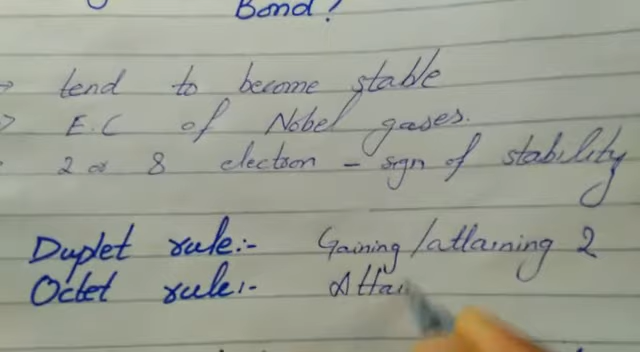 Bond?
→ tend to become stable
→ E.C of Nobel gases.
2 or 8 electron - sign of stability
Duplet rule:- Gaining/attaining 2
Octet rule:- Attai